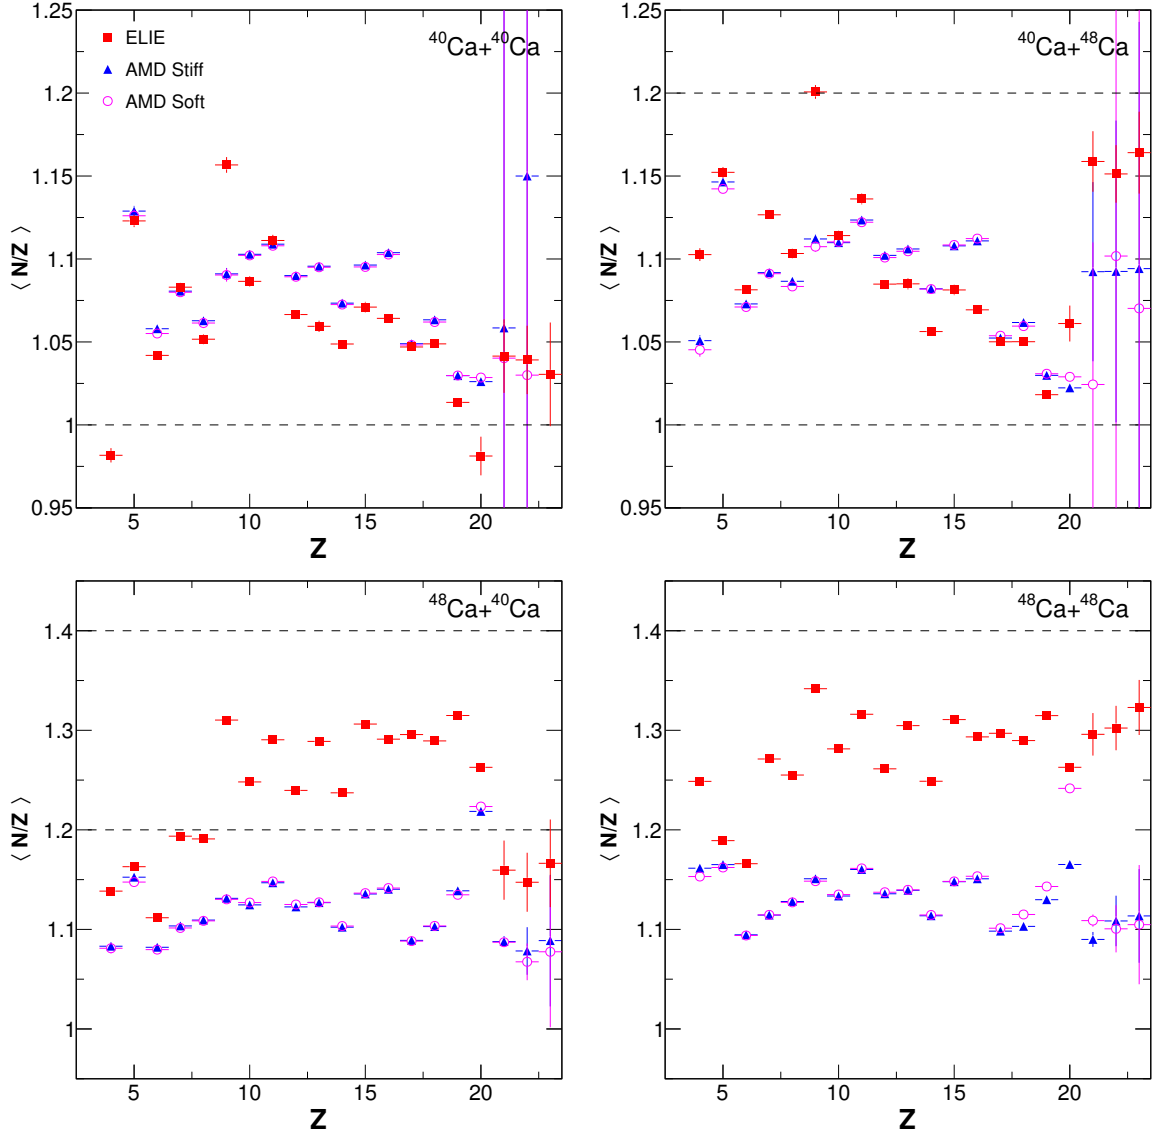 ⁴⁰Ca+⁴⁰Ca
ELIE
AMD Stiff
AMD Soft
1.25
1.2
1.15
1.1
1.05
1
0.95
⟨ N/Z ⟩
5 10 15 20
Z
⁴⁰Ca+⁴⁸Ca
1.25
1.2
1.15
1.1
1.05
1
0.95
⟨ N/Z ⟩
5 10 15 20
Z
⁴⁸Ca+⁴⁰Ca
1.4
1.3
1.2
1.1
1
⟨ N/Z ⟩
5 10 15 20
Z
⁴⁸Ca+⁴⁸Ca
1.4
1.3
1.2
1.1
1
⟨ N/Z ⟩
5 10 15 20
Z